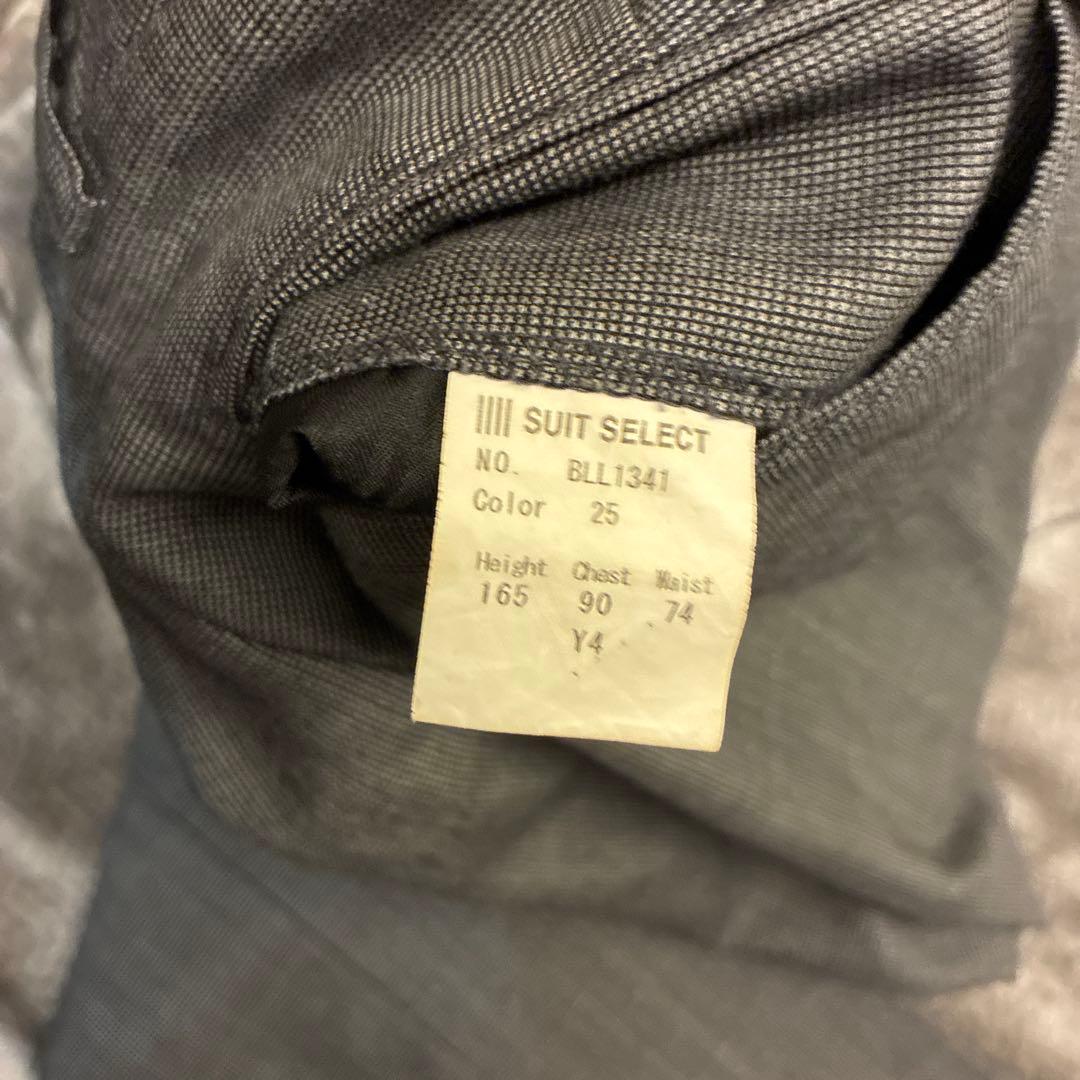 SUIT SELECT
NO. BLL1341
Color 25
Height Chest Waist
165 90 74
Y4